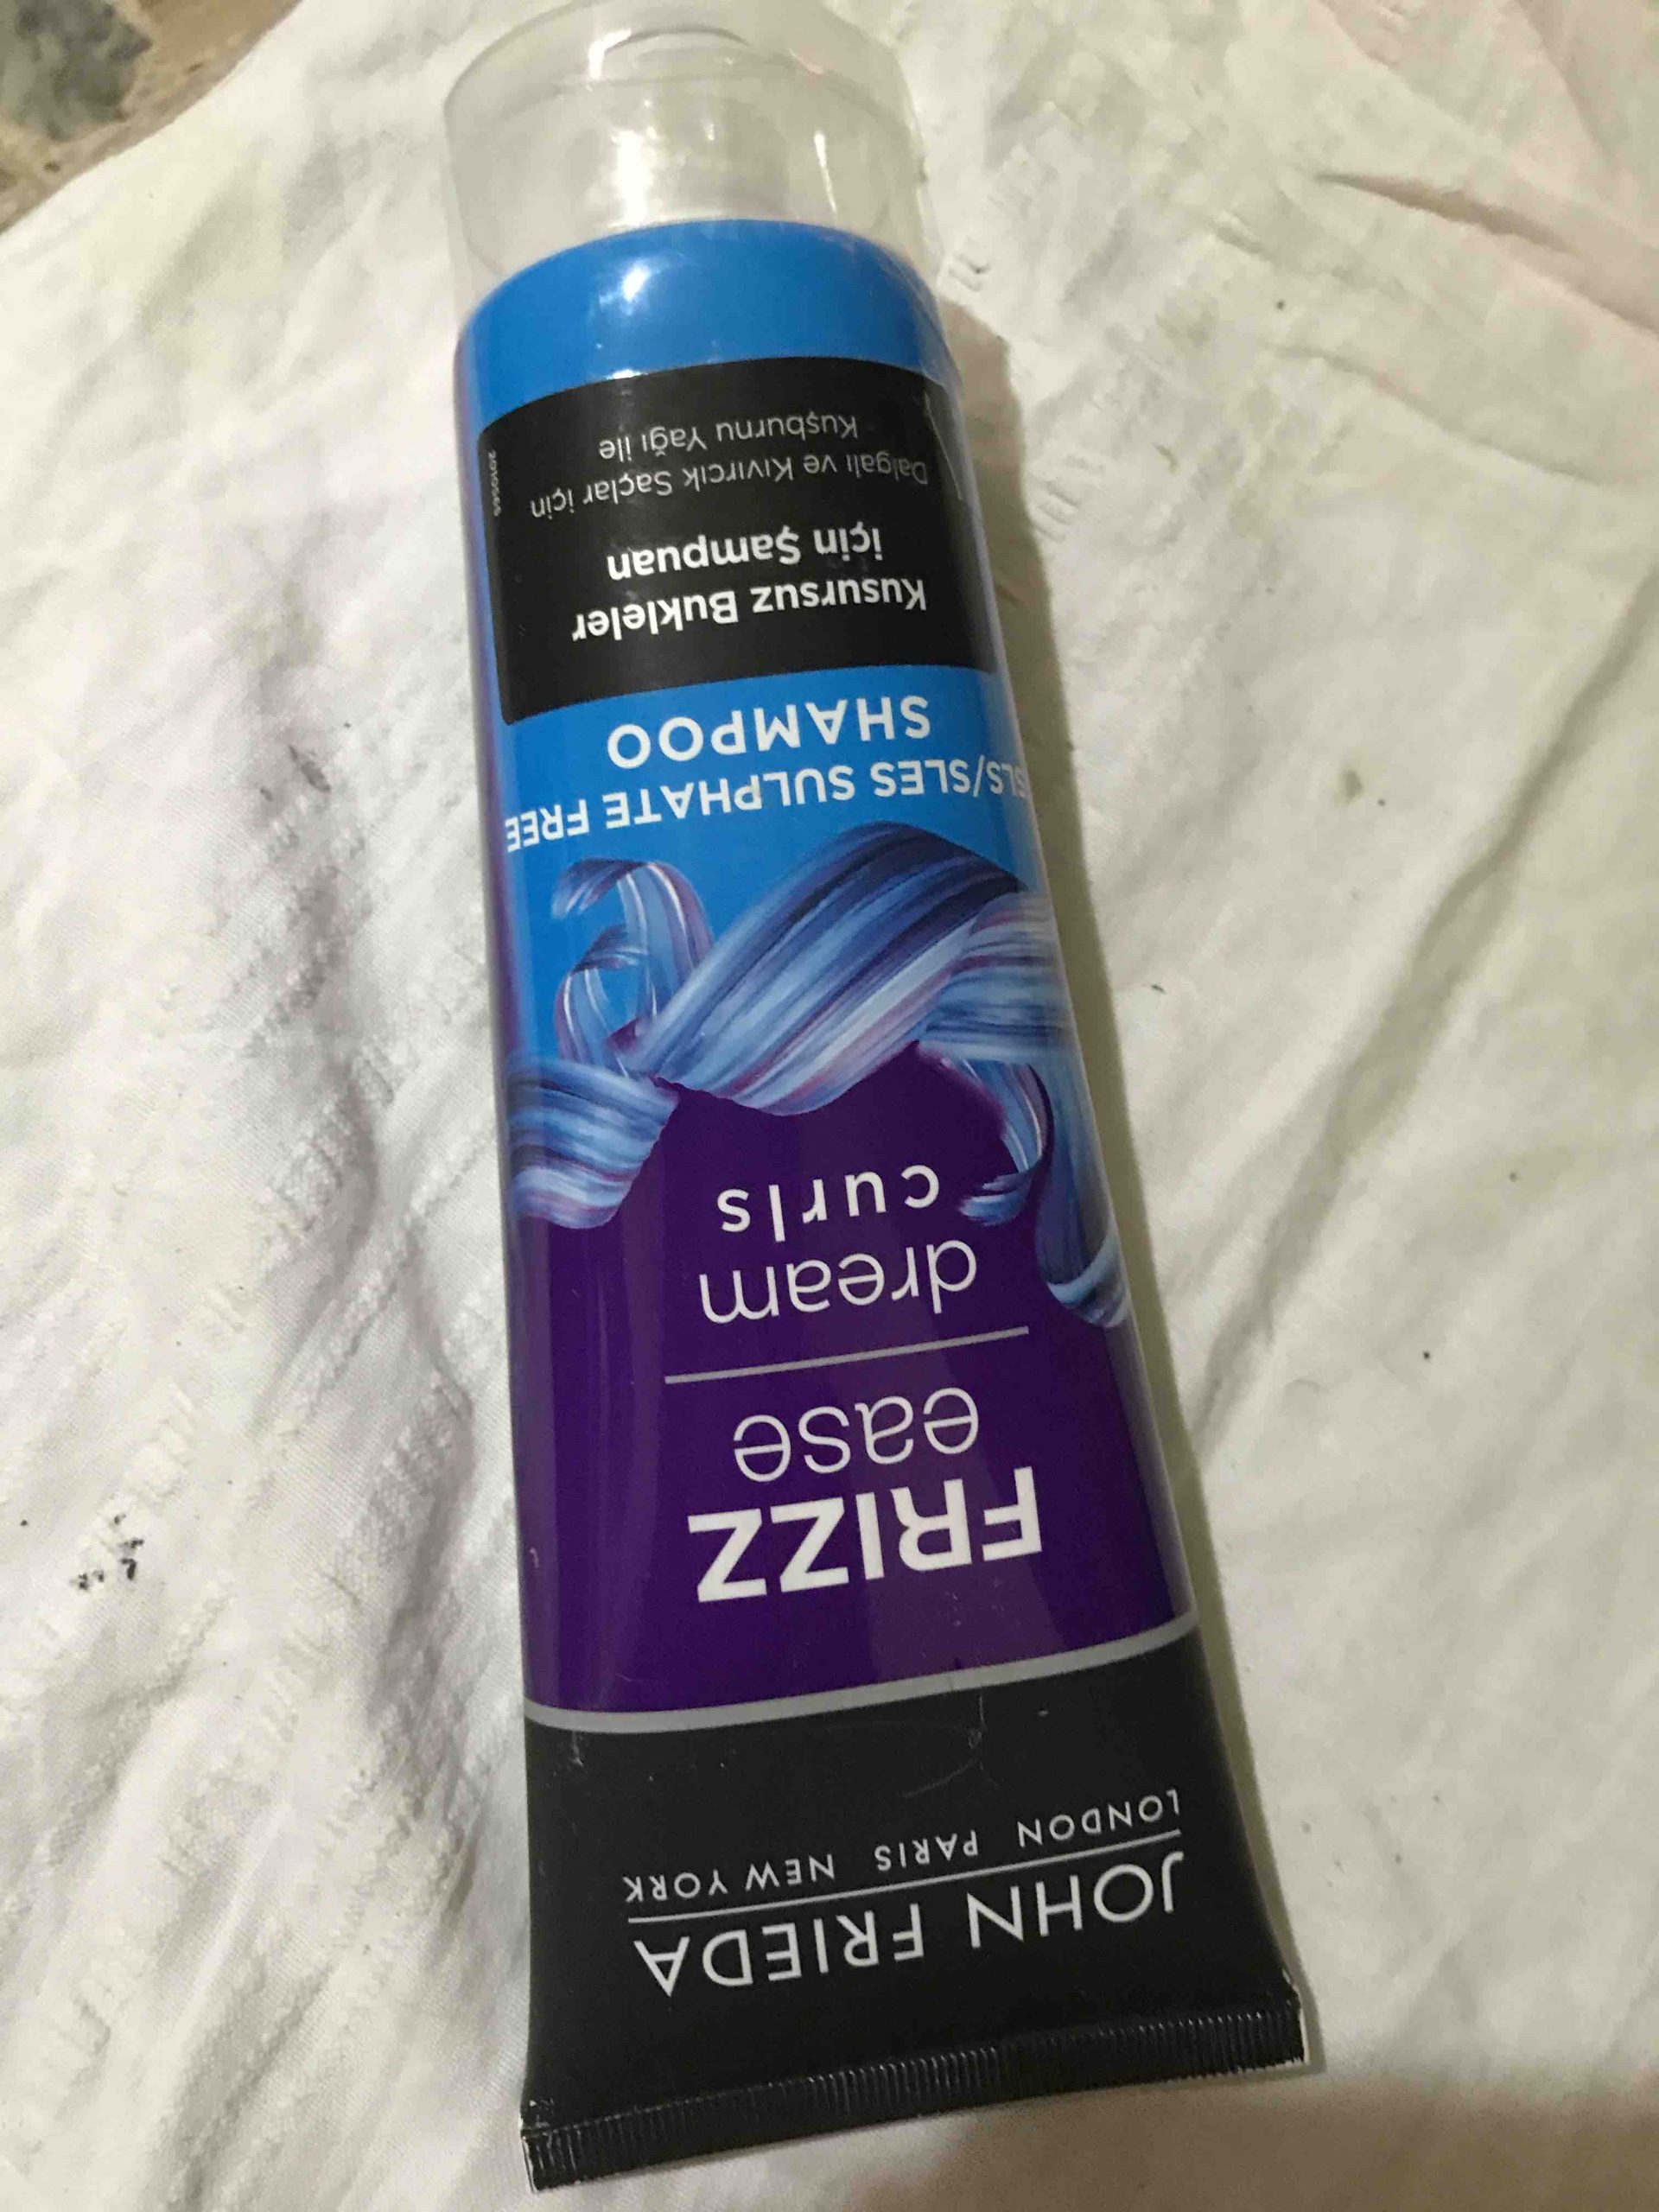 JOHN FRIEDA
LONDON PARIS NEW YORK
FRIZZ
ease
dream
curls
SLS/SLES SULPHATE FREE
SHAMPOO
Kusursuz Bukleler
için Şampuan
Dalgalı ve Kıvırcık Saçlar için
Kuşburnu Yağı ile